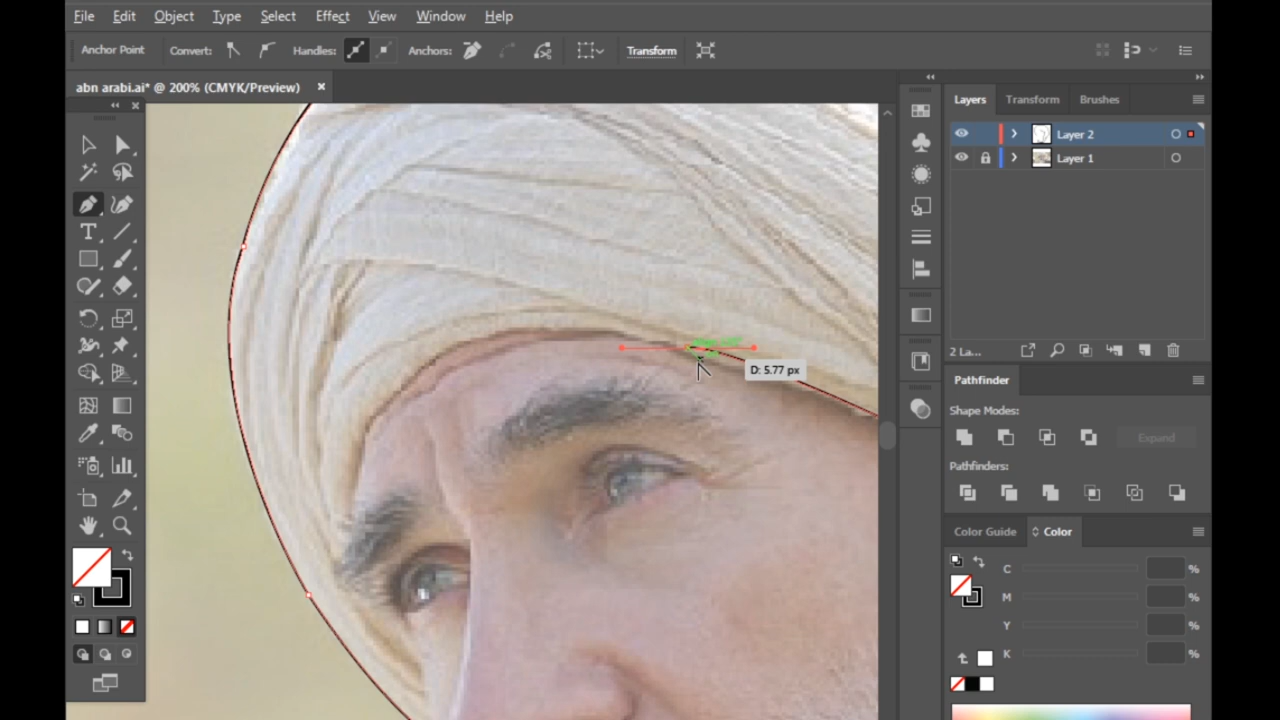 File Edit Object Type Select Effect View Window Help
Anchor Point Convert: Handles: Anchors: Transform
abn arabi.ai* @ 200% (CMYK/Preview) ×
Layers Transform Brushes
Layer 2
Layer 1
D: 5.77 px
2 La...
Pathfinder
Shape Modes:
Expand
Pathfinders:
Color Guide Color
C %
M %
Y %
K %